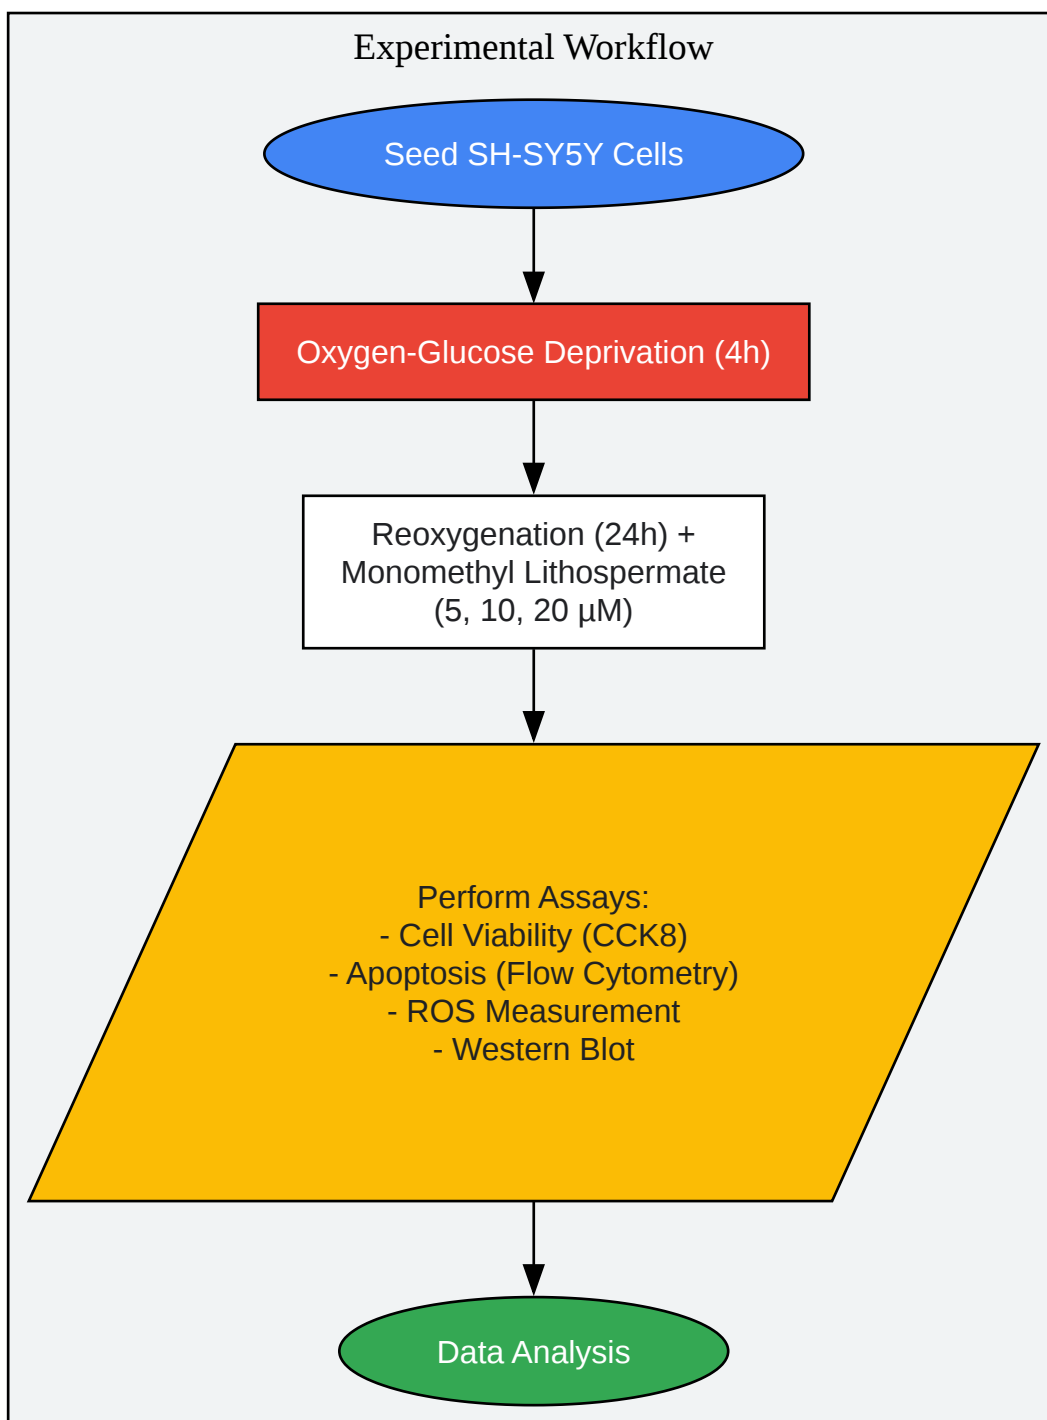 Experimental Workflow
Seed SH-SY5Y Cells
Oxygen-Glucose Deprivation (4h)
Reoxygenation (24h) +
Monomethyl Lithospermate
(5, 10, 20 µM)
Perform Assays:
- Cell Viability (CCK8)
- Apoptosis (Flow Cytometry)
- ROS Measurement
- Western Blot
Data Analysis